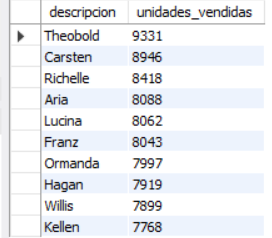 descripcion unidades_vendidas
Theobold 9331
Carsten 8946
Richelle 8418
Aria 8088
Lucina 8062
Franz 8043
Ormanda 7997
Hagan 7919
Willis 7899
Kellen 7768